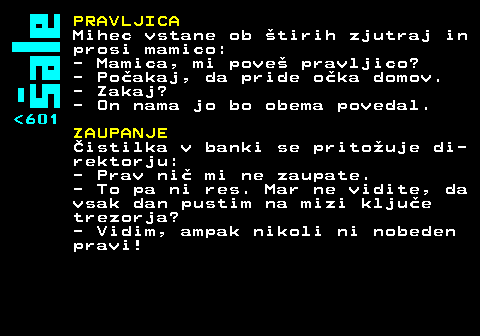 Šale
<601
PRAVLJICA
Mihec vstane ob štirih zjutraj in
prosi mamico:
- Mamica, mi poveš pravljico?
- Počakaj, da pride očka domov.
- Zakaj?
- On nama jo bo obema povedal.
ZAUPANJE
Čistilka v banki se pritožuje di-
rektorju:
- Prav nič mi ne zaupate.
- To pa ni res. Mar ne vidite, da
vsak dan pustim na mizi ključe
trezorja?
- Vidim, ampak nikoli ni nobeden
pravi!